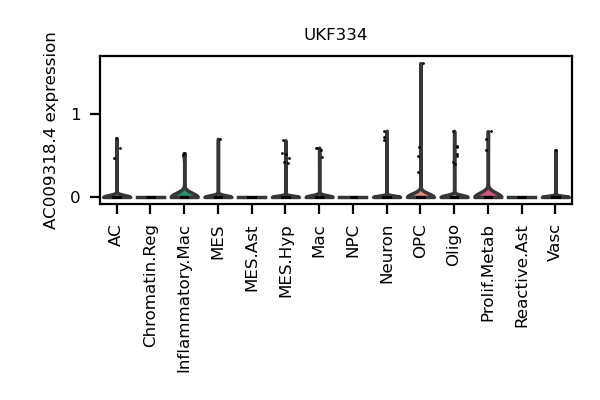 UKF334
AC009318.4 expression
1
0
AC
Chromatin.Reg
Inflammatory.Mac
MES
MES.Ast
MES.Hyp
Mac
NPC
Neuron
OPC
Oligo
Prolif.Metab
Reactive.Ast
Vasc